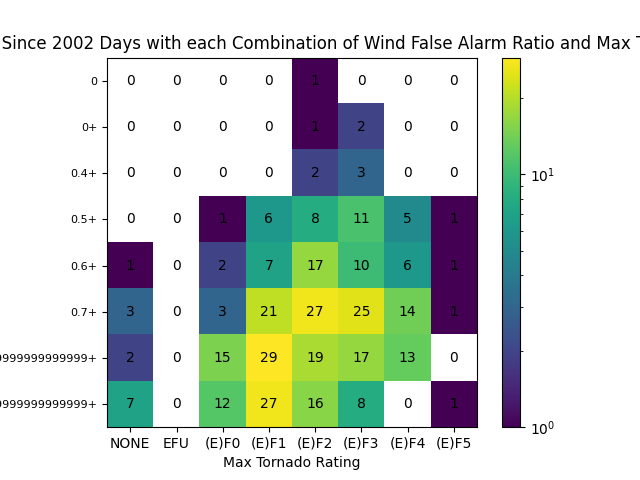 Since 2002 Days with each Combination of Wind False Alarm Ratio and Max
0 0 0 0 0 1 0 0 0
0+ 0 0 0 0 1 2 0 0
0.4+ 0 0 0 0 2 3 0 0
0.5+ 0 0 1 6 8 11 5 1
0.6+ 1 0 2 7 17 10 6 1
0.7+ 3 0 3 21 27 25 14 1
9999999999999+ 2 0 15 29 19 17 13 0
9999999999999+ 7 0 12 27 16 8 0 1
NONE EFU (E)F0 (E)F1 (E)F2 (E)F3 (E)F4 (E)F5
Max Tornado Rating
10¹
10⁰